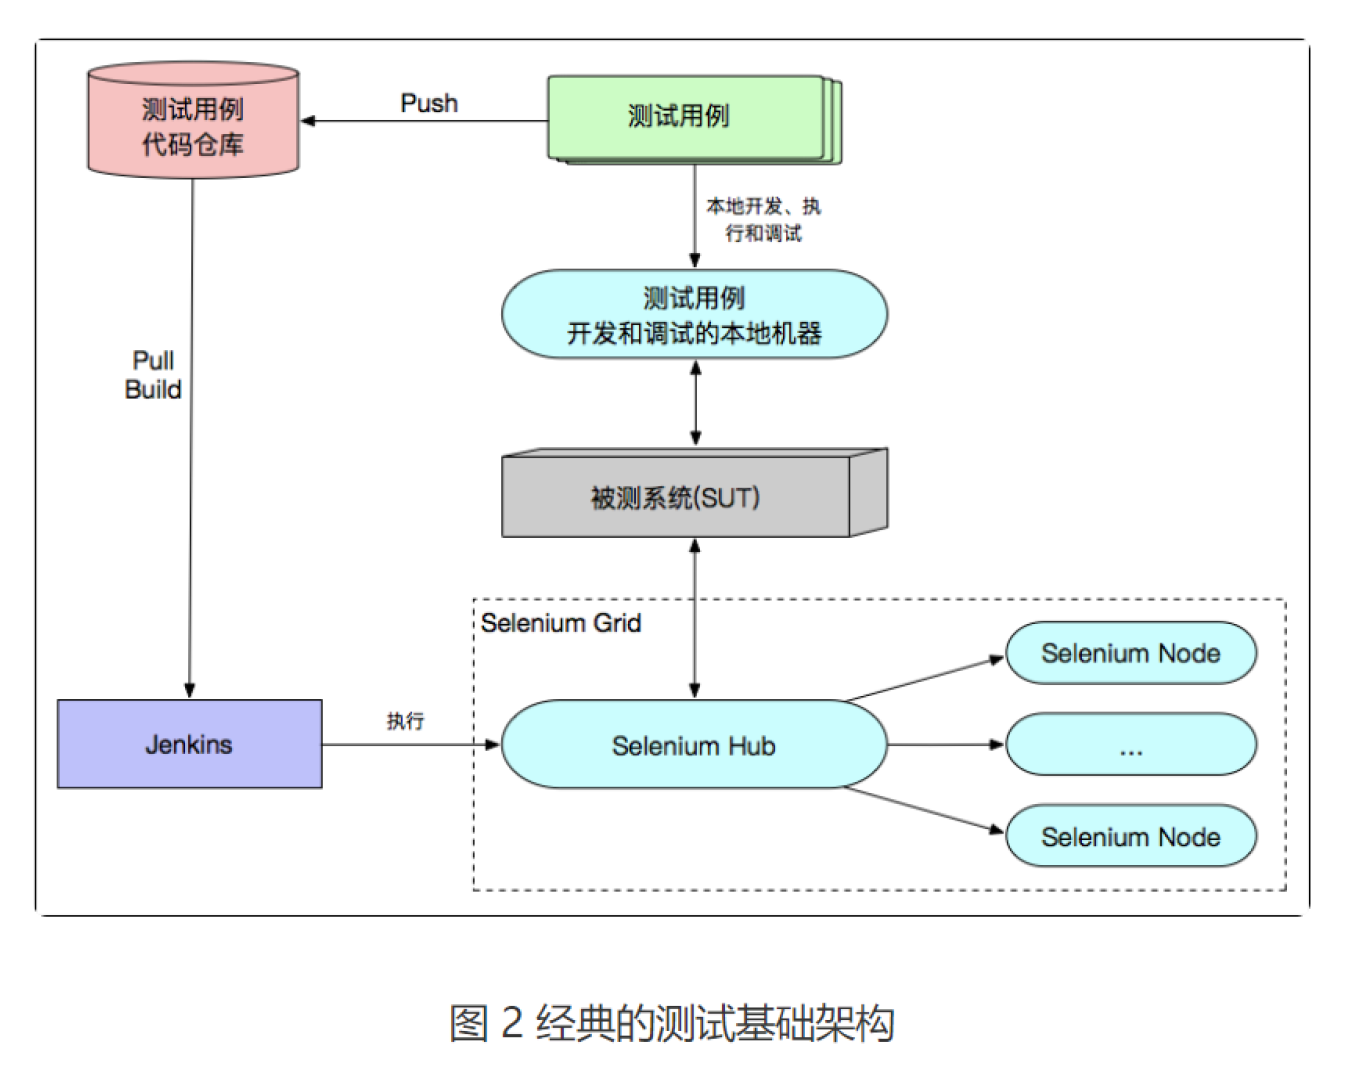 测试用例
代码仓库
Push
测试用例
本地开发、执
行和调试
测试用例
开发和调试的本地机器
Pull
Build
被测系统(SUT)
Selenium Grid
Selenium Node
Jenkins
执行
Selenium Hub
...
Selenium Node
图 2 经典的测试基础架构